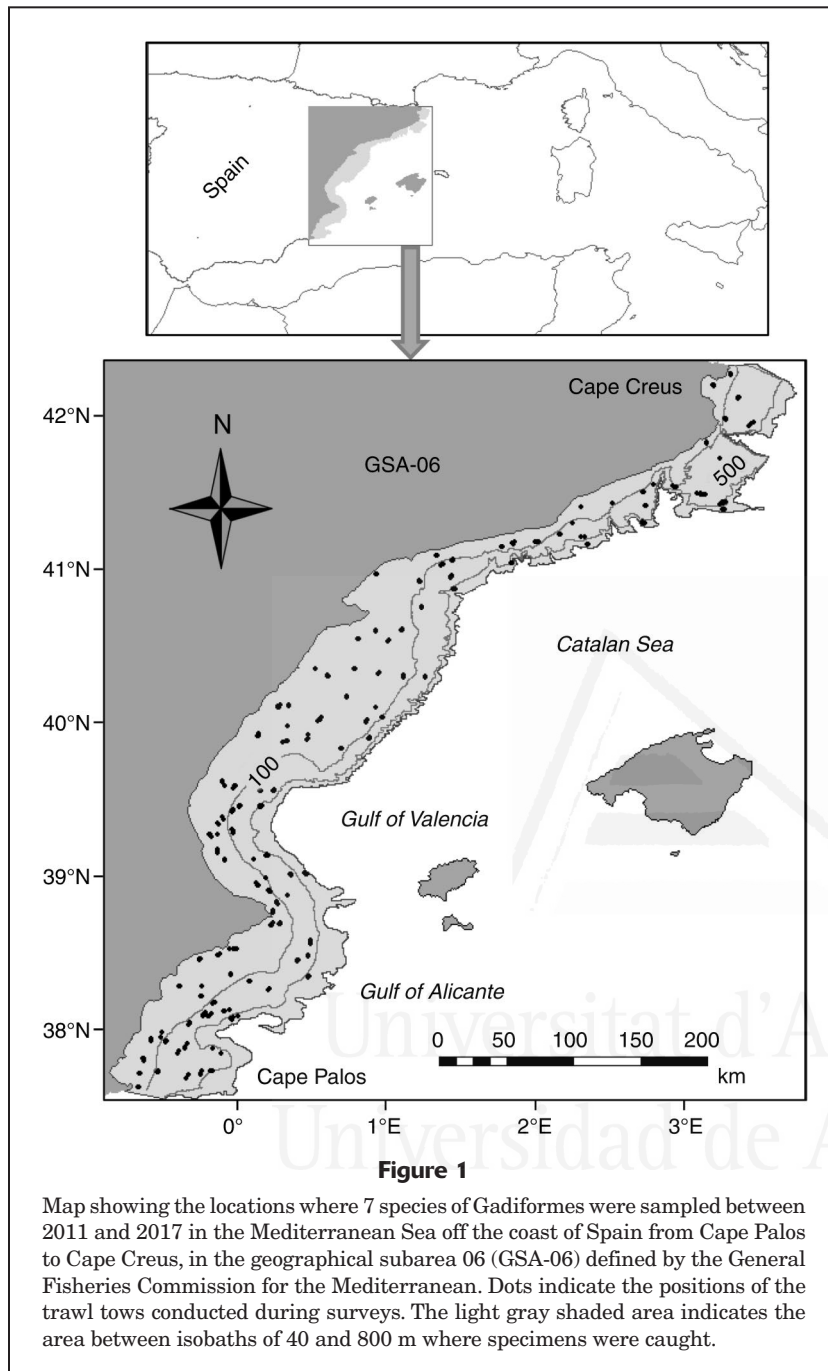 Spain
Cape Creus
42°N
N
GSA-06
500
41°N
Catalan Sea
40°N
100
Gulf of Valencia
39°N
Gulf of Alicante
38°N
0 50 100 150 200
km
Cape Palos
0° 1°E 2°E 3°E
Universitat d'A
Universidad de A
Figure 1
Map showing the locations where 7 species of Gadiformes were sampled between
2011 and 2017 in the Mediterranean Sea off the coast of Spain from Cape Palos
to Cape Creus, in the geographical subarea 06 (GSA-06) defined by the General
Fisheries Commission for the Mediterranean. Dots indicate the positions of the
trawl tows conducted during surveys. The light gray shaded area indicates the
area between isobaths of 40 and 800 m where specimens were caught.